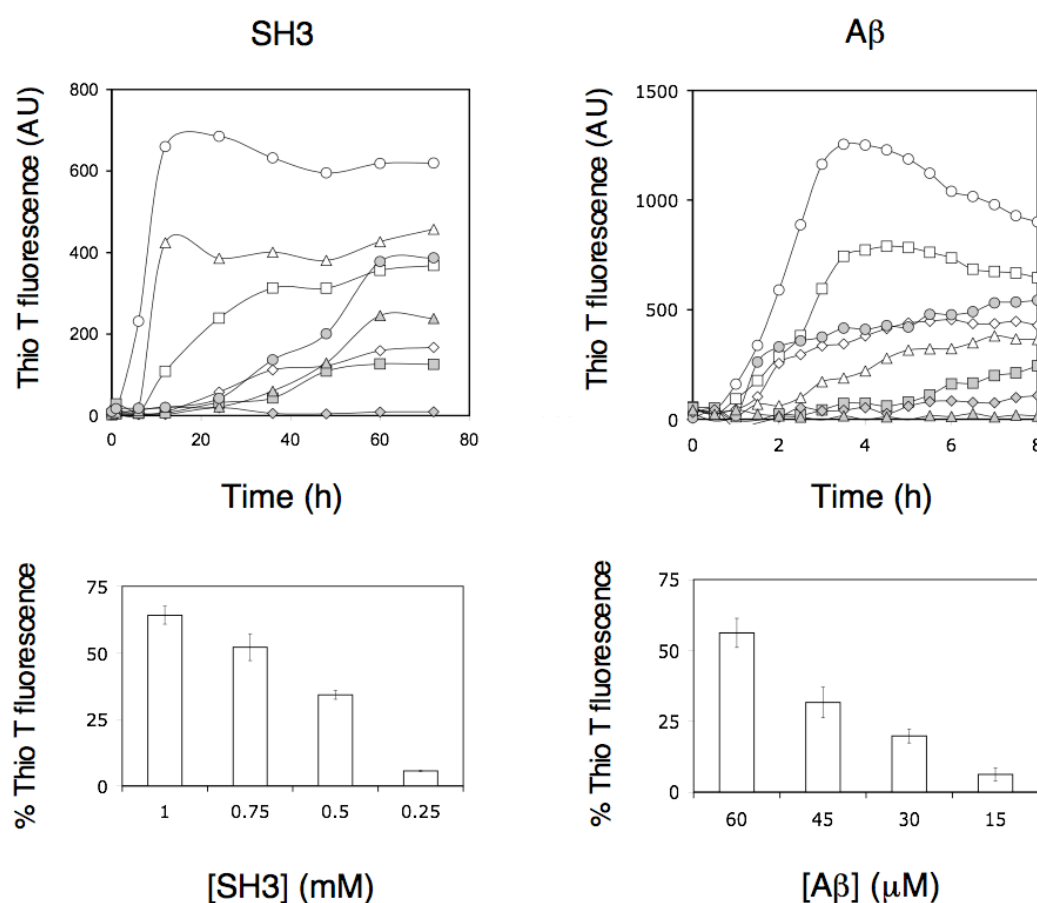 SH3
Thio T fluorescence (AU)
800
600
400
200
0
0 20 40 60 80
Time (h)
Aβ
Thio T fluorescence (AU)
1500
1000
500
0
0 2 4 6 8
Time (h)
% Thio T fluorescence
75
50
25
0
1 0.75 0.5 0.25
[SH3] (mM)
% Thio T fluorescence
75
50
25
0
60 45 30 15
[Aβ] (μM)